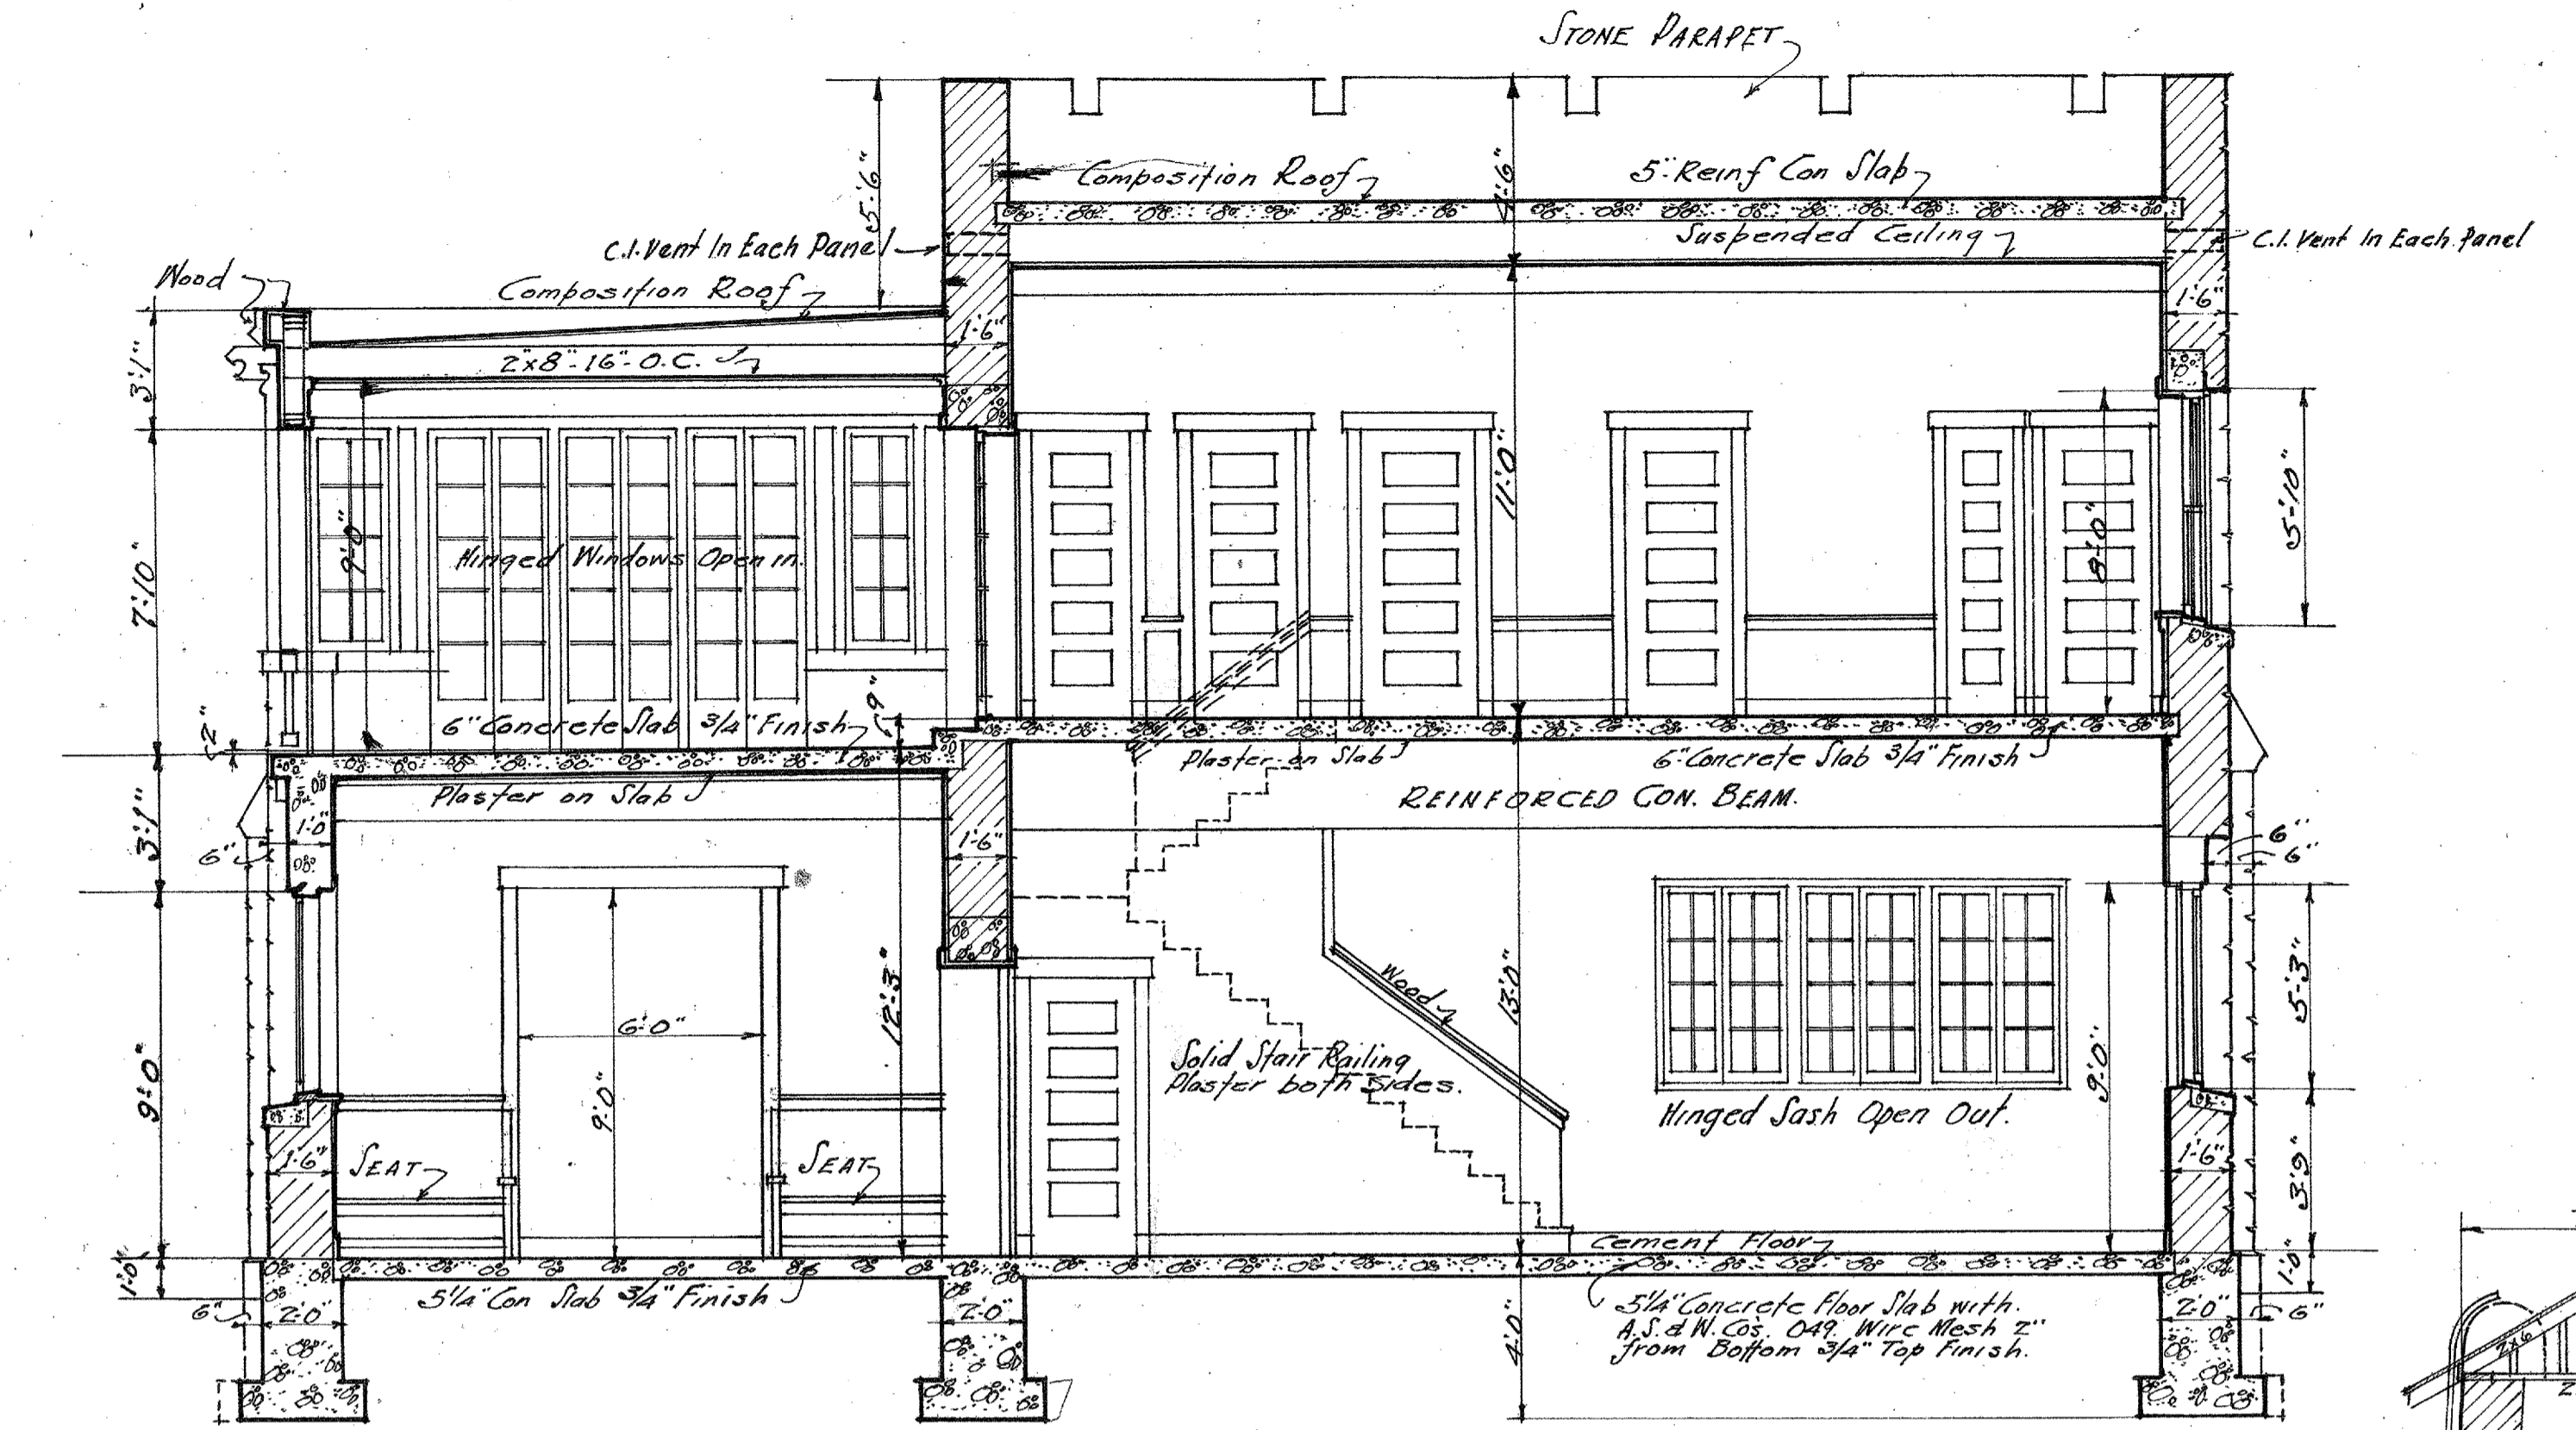 STONE PARAPET
5'-6"
4'-6"
Composition Roof
5" Reinf Con Slab
C.I. Vent In Each Panel
Suspended Ceiling
C.I. Vent In Each Panel
Wood
Composition Roof
1'-6"
1'-6"
3'-1"
2"x8"-16"-O.C.
7'-10"
9'-0"
Hinged Windows Open in.
11'-0"
8'-0"
5'-10"
2"
6" Concrete Slab 3/4" Finish
9"
Plaster on Slab
6" Concrete Slab 3/4" Finish
3'-1"
Plaster on Slab
REINFORCED CON. BEAM.
1'-0"
6"
1'-6"
6"
6"
9'-0"
6'-0"
9'-0"
12'-3"
Wood
13'-0"
Solid Stair Railing
Plaster both Sides.
Hinged Sash Open Out.
9'-0"
5'-3"
1'-6"
SEAT
SEAT
1'-6"
3'-9"
Cement Floor
1'-0"
5 1/4" Con Slab 3/4" Finish
6"
2'-0"
2'-0"
4'-0"
5 1/4" Concrete Floor Slab with.
A.S. & W. Co's. 049. Wire Mesh 2"
from Bottom 3/4" Top Finish.
2'-0"
1'-0"
6"
2x6
2